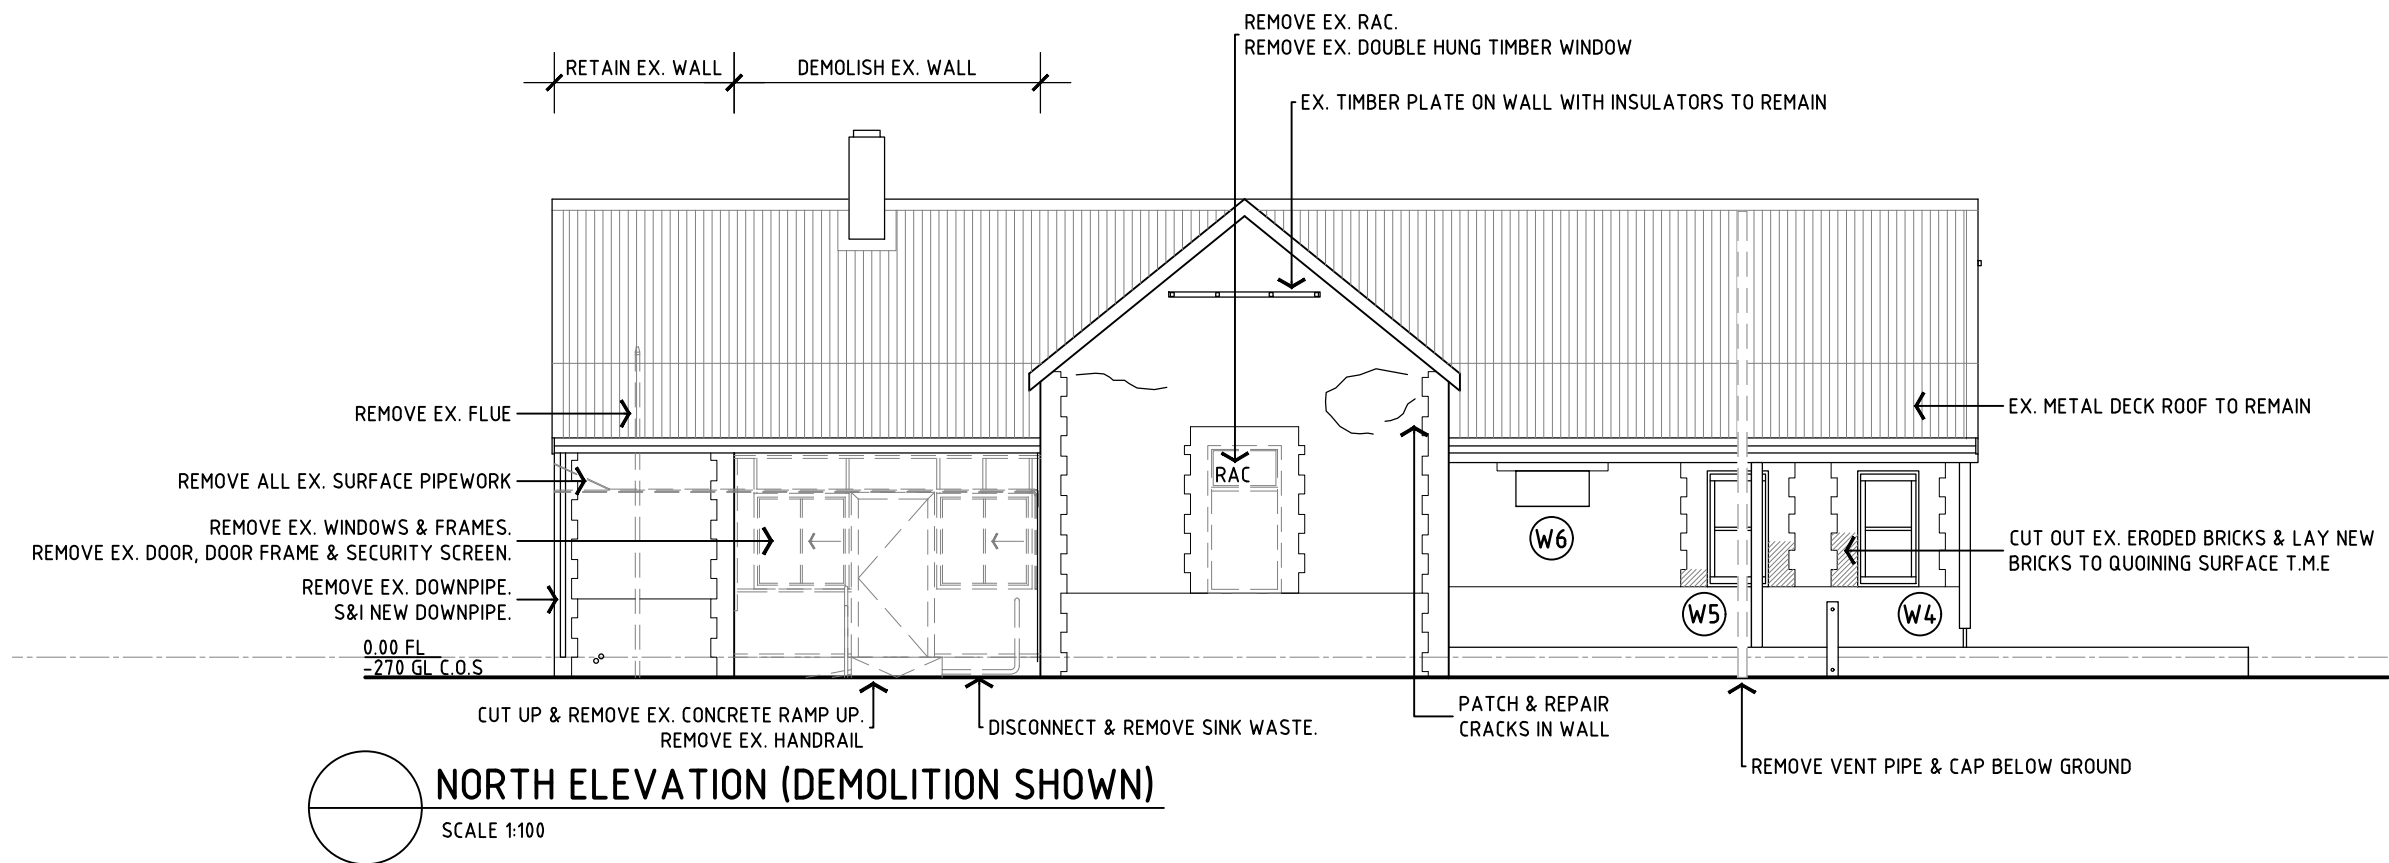 REMOVE EX. RAC.
REMOVE EX. DOUBLE HUNG TIMBER WINDOW
RETAIN EX. WALL
DEMOLISH EX. WALL
EX. TIMBER PLATE ON WALL WITH INSULATORS TO REMAIN
REMOVE EX. FLUE
EX. METAL DECK ROOF TO REMAIN
REMOVE ALL EX. SURFACE PIPEWORK
RAC
REMOVE EX. WINDOWS & FRAMES.
REMOVE EX. DOOR, DOOR FRAME & SECURITY SCREEN.
W6
CUT OUT EX. ERODED BRICKS & LAY NEW
BRICKS TO QUOINING SURFACE T.M.E
REMOVE EX. DOWNPIPE.
S&I NEW DOWNPIPE.
W5
W4
0.00 FL
-270 GL C.O.S
CUT UP & REMOVE EX. CONCRETE RAMP UP.
REMOVE EX. HANDRAIL
DISCONNECT & REMOVE SINK WASTE.
PATCH & REPAIR
CRACKS IN WALL
REMOVE VENT PIPE & CAP BELOW GROUND
NORTH ELEVATION (DEMOLITION SHOWN)
SCALE 1:100